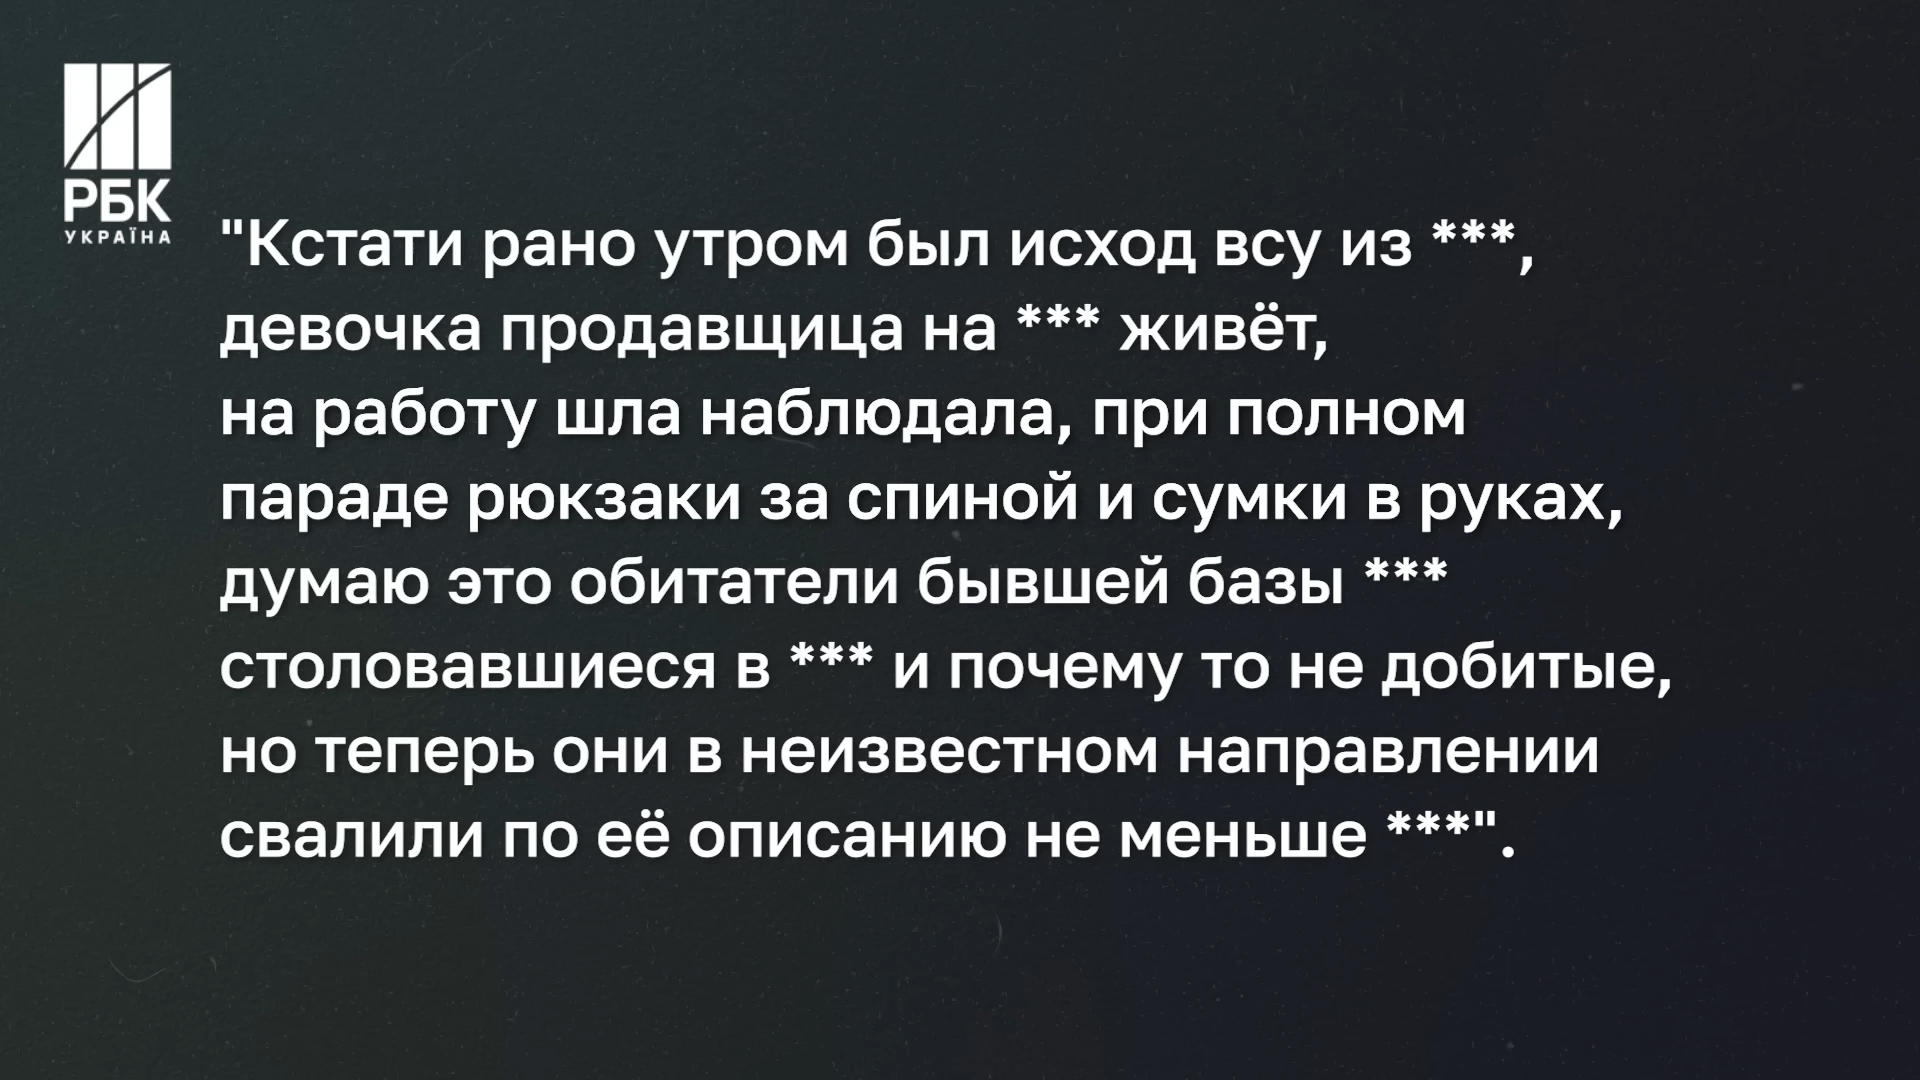 РБК
УКРАЇНА
"Кстати рано утром был исход всу из ***,
девочка продавщица на *** живёт,
на работу шла наблюдала, при полном
параде рюкзаки за спиной и сумки в руках,
думаю это обитатели бывшей базы ***
столовавшиеся в *** и почему то не добитые,
но теперь они в неизвестном направлении
свалили по её описанию не меньше ***".